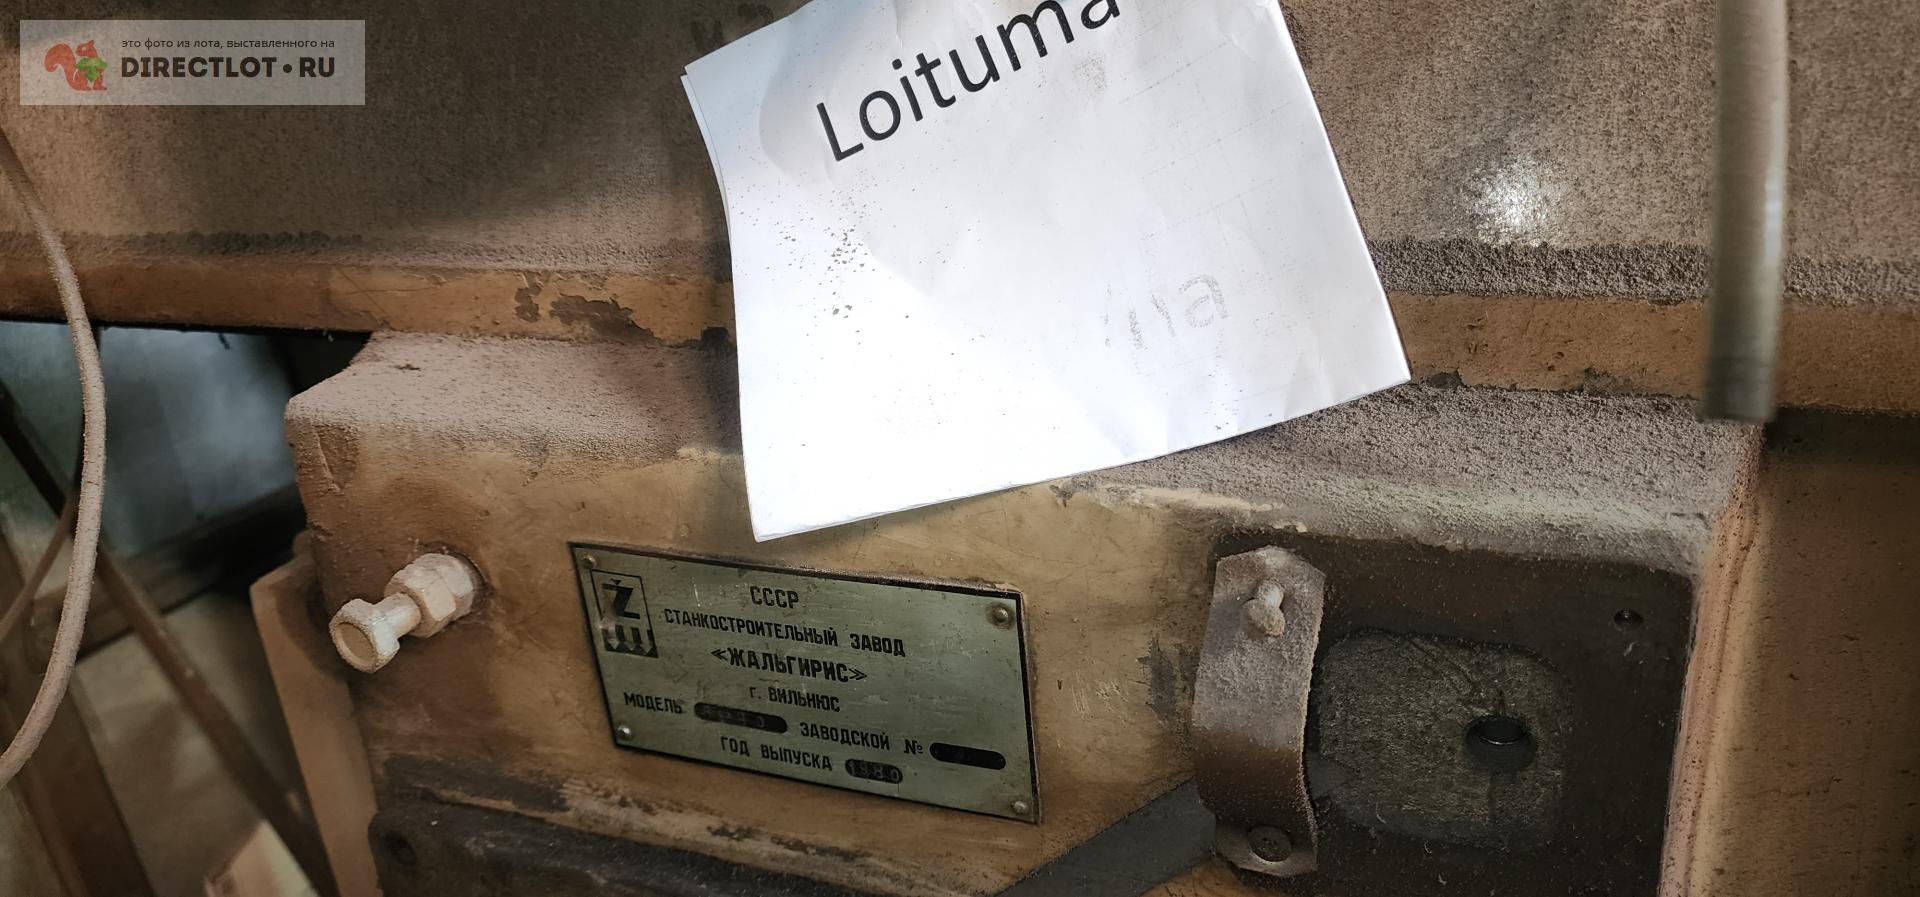 это фото из лота, выставленного на
DIRECTLOT.RU
Loituma
па
Ž
СССР
СТАНКОСТРОИТЕЛЬНЫЙ ЗАВОД
«ЖАЛЬГИРИС»
г. ВИЛЬНЮС
МОДЕЛЬ ЗАВОДСКОЙ №
ГОД ВЫПУСКА 1980